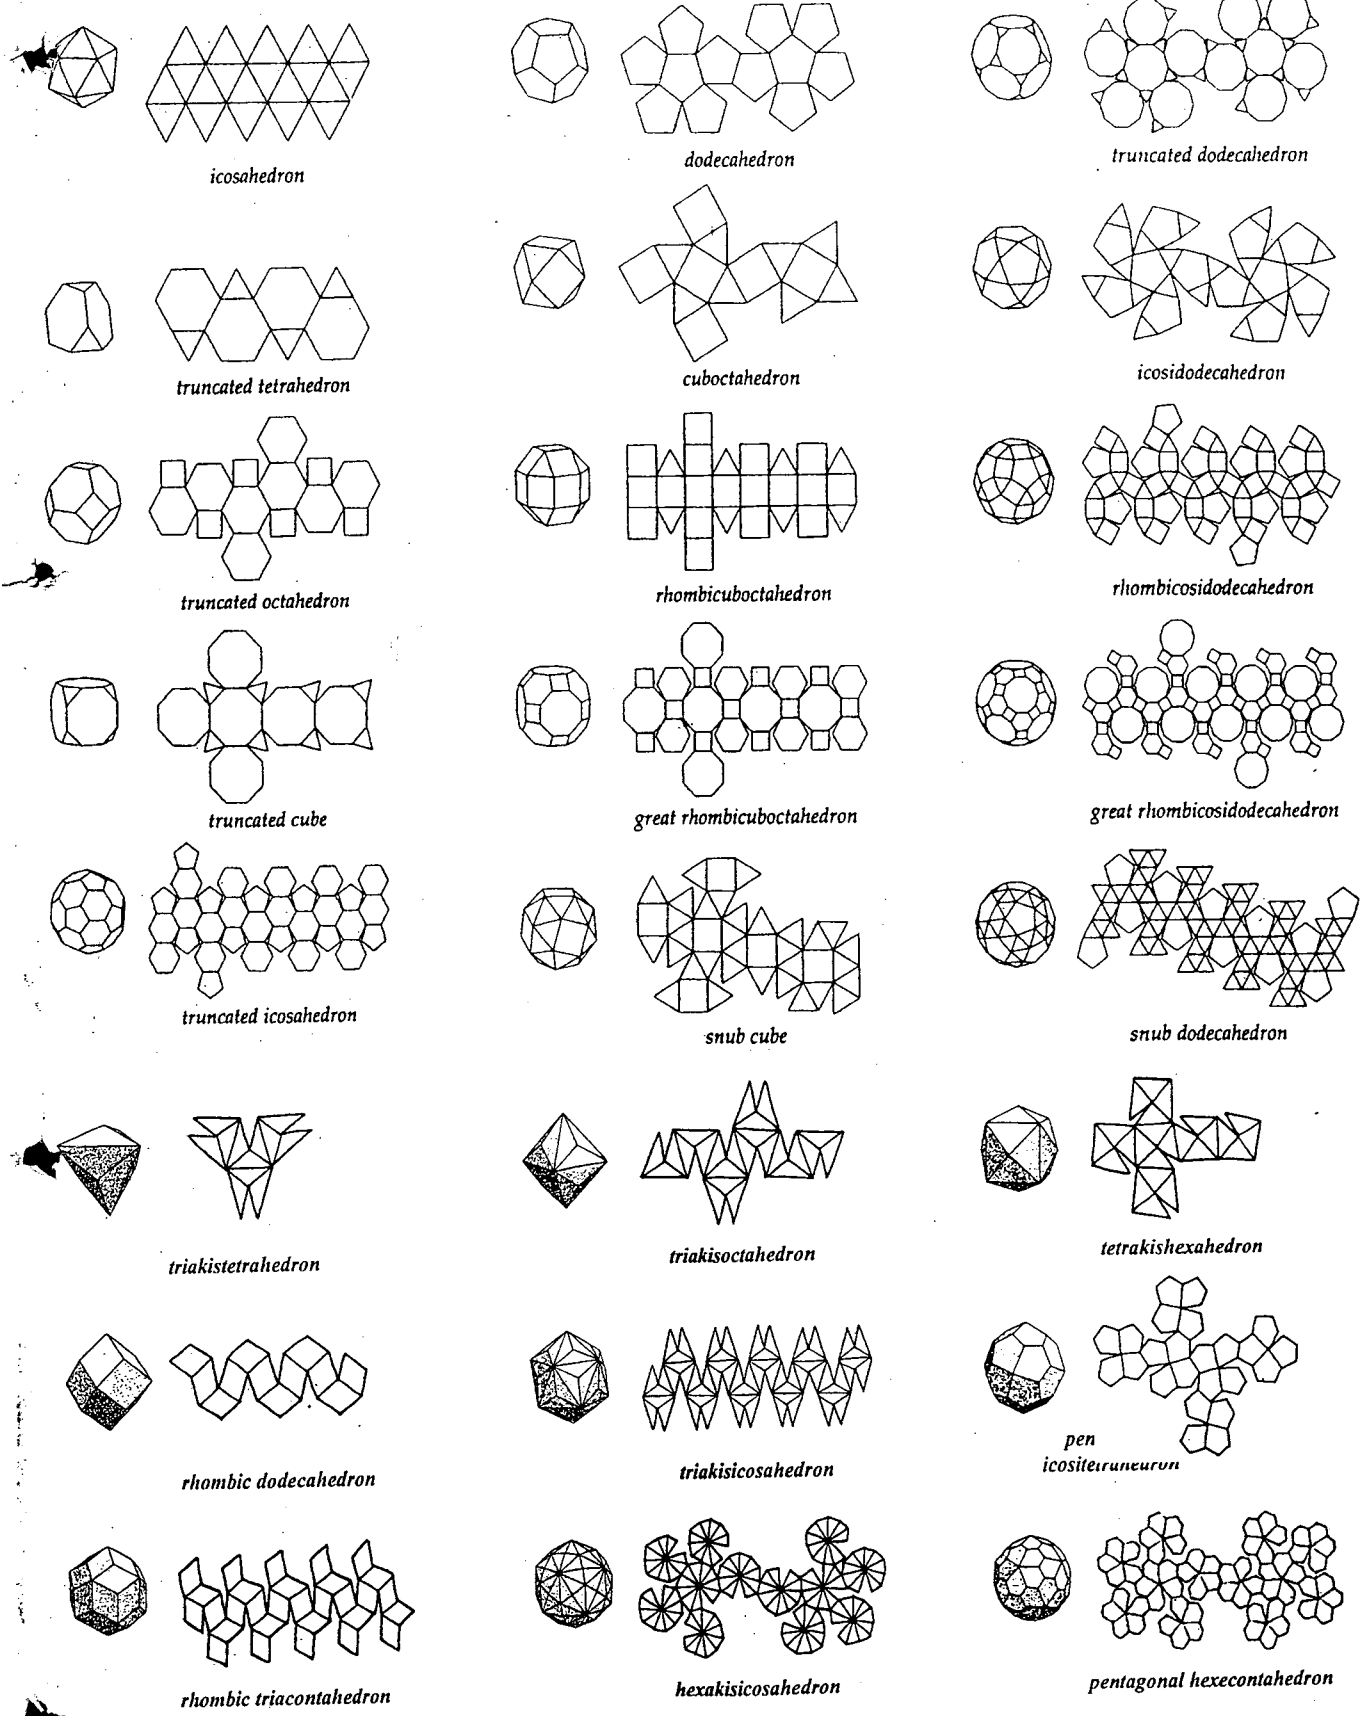 icosahedron
dodecahedron
truncated dodecahedron
truncated tetrahedron
cuboctahedron
icosidodecahedron
truncated octahedron
rhombicuboctahedron
rhombicosidodecahedron
truncated cube
great rhombicuboctahedron
great rhombicosidodecahedron
truncated icosahedron
snub cube
snub dodecahedron
triakistetrahedron
triakisoctahedron
tetrakishexahedron
rhombic dodecahedron
triakisicosahedron
pen
rhombic triacontahedron
hexakisicosahedron
pentagonal hexecontahedron